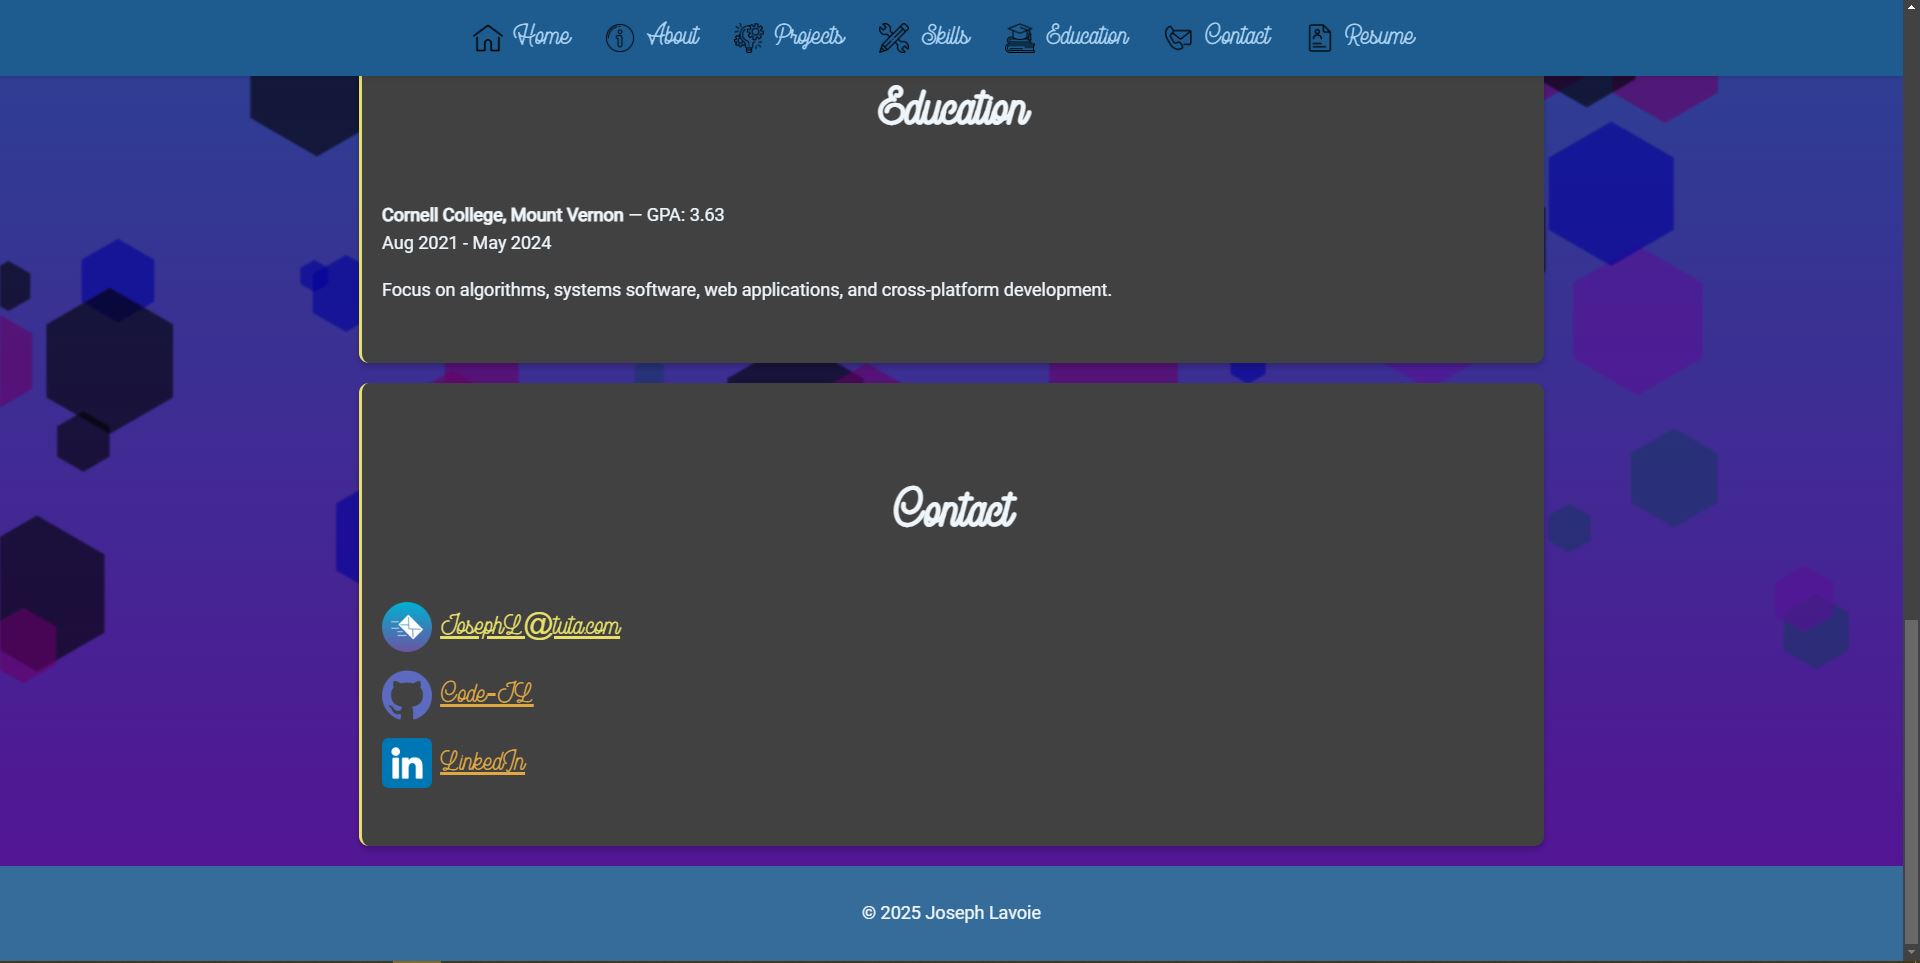 Home About Projects Skills Education Contact Resume
Education
Cornell College, Mount Vernon — GPA: 3.63
Aug 2021 - May 2024
Focus on algorithms, systems software, web applications, and cross-platform development.
Contact
JosephL@tuta.com
Code-JL
in LinkedIn
© 2025 Joseph Lavoie